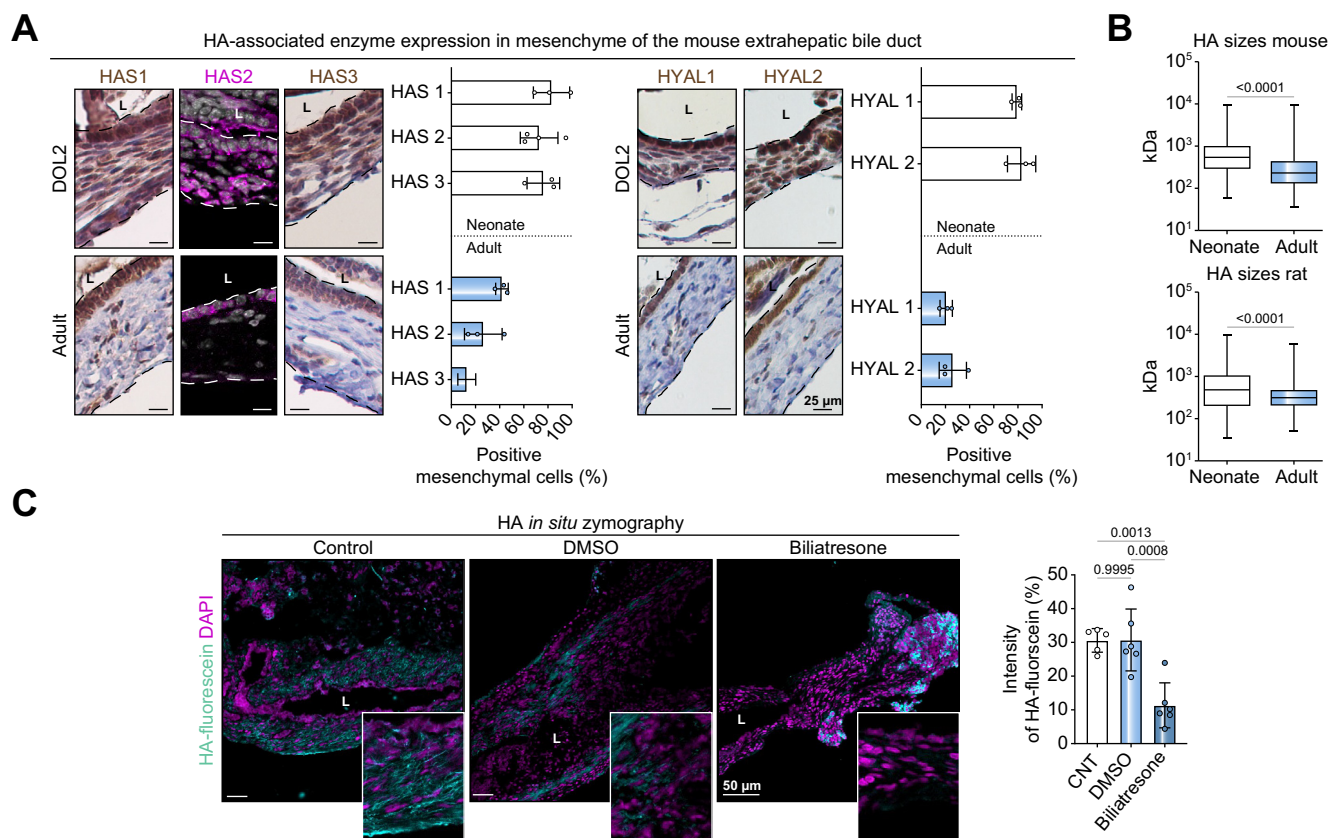 A
HA-associated enzyme expression in mesenchyme of the mouse extrahepatic bile duct
HAS1 HAS2 HAS3
DOL2
L L L
HAS 1
HAS 2
HAS 3
Neonate
Adult
Adult
L L L
HAS 1
HAS 2
HAS 3
0 20 40 60 80 100
Positive
mesenchymal cells (%)
HYAL1 HYAL2
DOL2
L L
HYAL 1
HYAL 2
Neonate
Adult
Adult
L L
25 µm
HYAL 1
HYAL 2
0 20 40 60 80 100
Positive
mesenchymal cells (%)
B
HA sizes mouse
<0.0001
kDa
10⁵
10⁴
10³
10²
10¹
Neonate Adult
HA sizes rat
<0.0001
kDa
10⁵
10⁴
10³
10²
10¹
Neonate Adult
C
HA in situ zymography
Control DMSO Biliatresone
HA-fluorescein DAPI
L L L
50 µm
0.0013
0.0008
0.9995
Intensity
of HA-fluorscein (%)
50
40
30
20
10
0
CNT
DMSO
Biliatresone